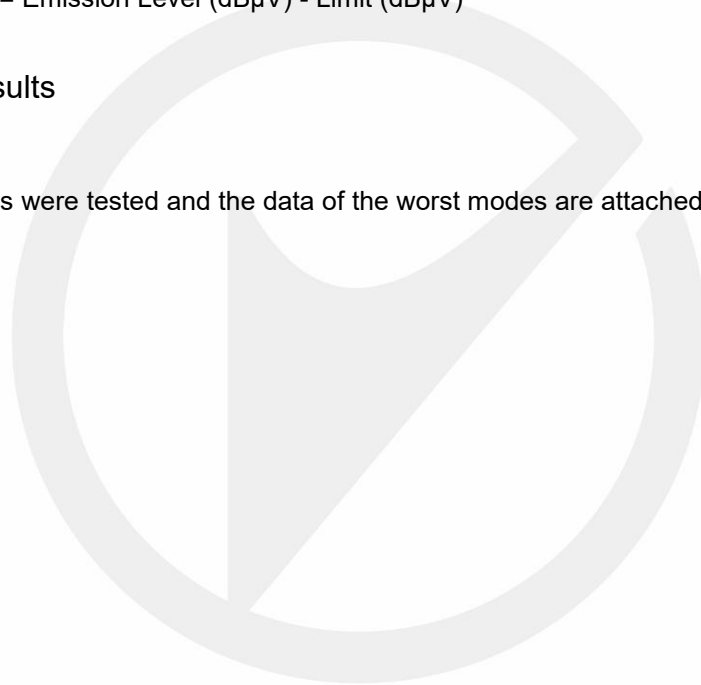 = Emission Level (dBμV) - Limit (dBμV)
sults
s were tested and the data of the worst modes are attached